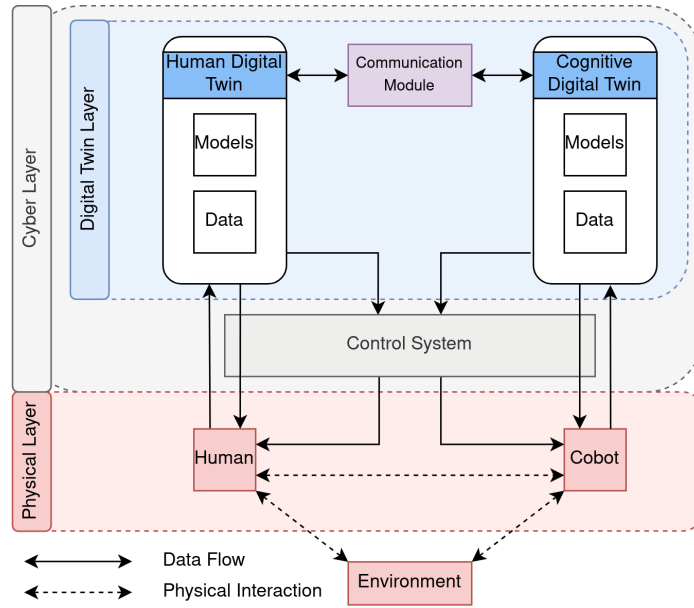 Cyber Layer
Digital Twin Layer
Human Digital
Twin
Communication
Module
Cognitive
Digital Twin
Models
Models
Data
Data
Control System
Physical Layer
Human
Cobot
Data Flow
Physical Interaction
Environment